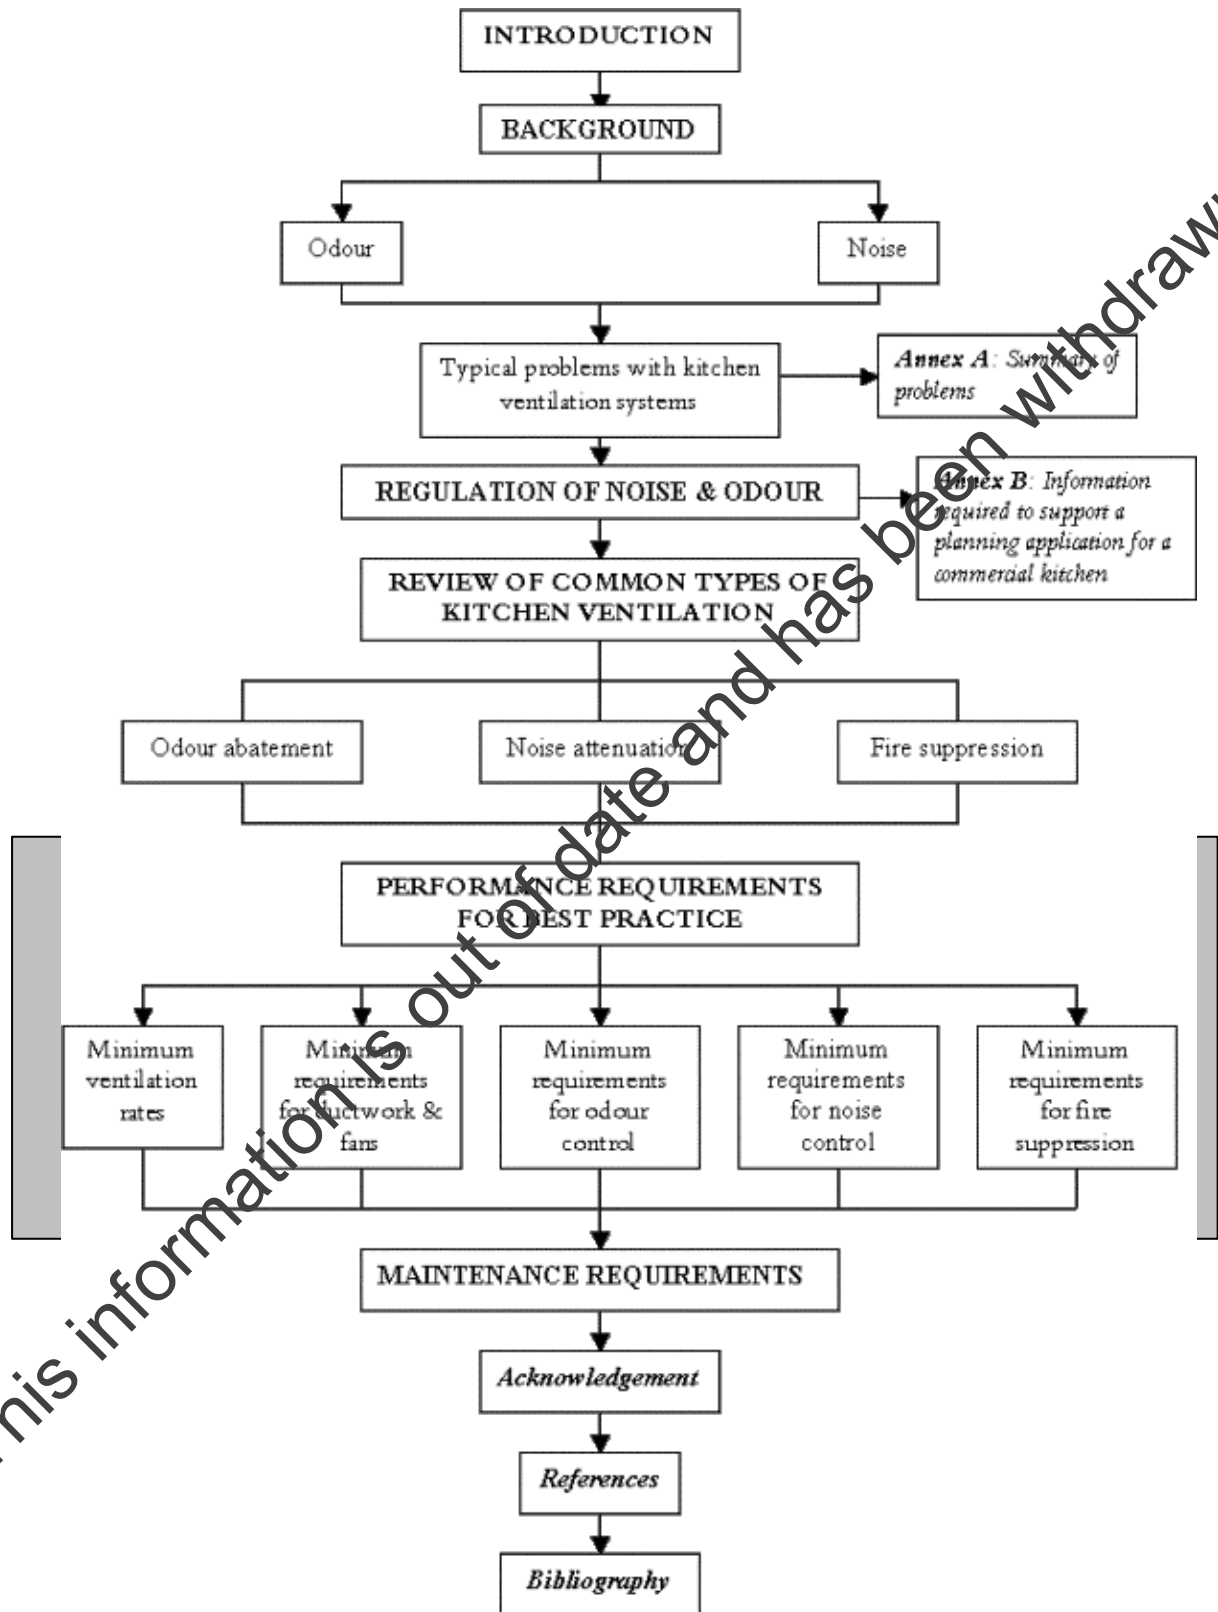 INTRODUCTION
BACKGROUND
Odour
Noise
Typical problems with kitchen
ventilation systems
Annex A: Summary of
problems
REGULATION OF NOISE & ODOUR
Annex B: Information
required to support a
planning application for a
commercial kitchen
REVIEW OF COMMON TYPES OF
KITCHEN VENTILATION
Odour abatement
Noise attenuation
Fire suppression
PERFORMANCE REQUIREMENTS
FOR BEST PRACTICE
Minimum
ventilation
rates
Minimum
requirements
for ductwork &
fans
Minimum
requirements
for odour
control
Minimum
requirements
for noise
control
Minimum
requirements
for fire
suppression
MAINTENANCE REQUIREMENTS
Acknowledgement
References
Bibliography
This information is out of date and has been withdrawn